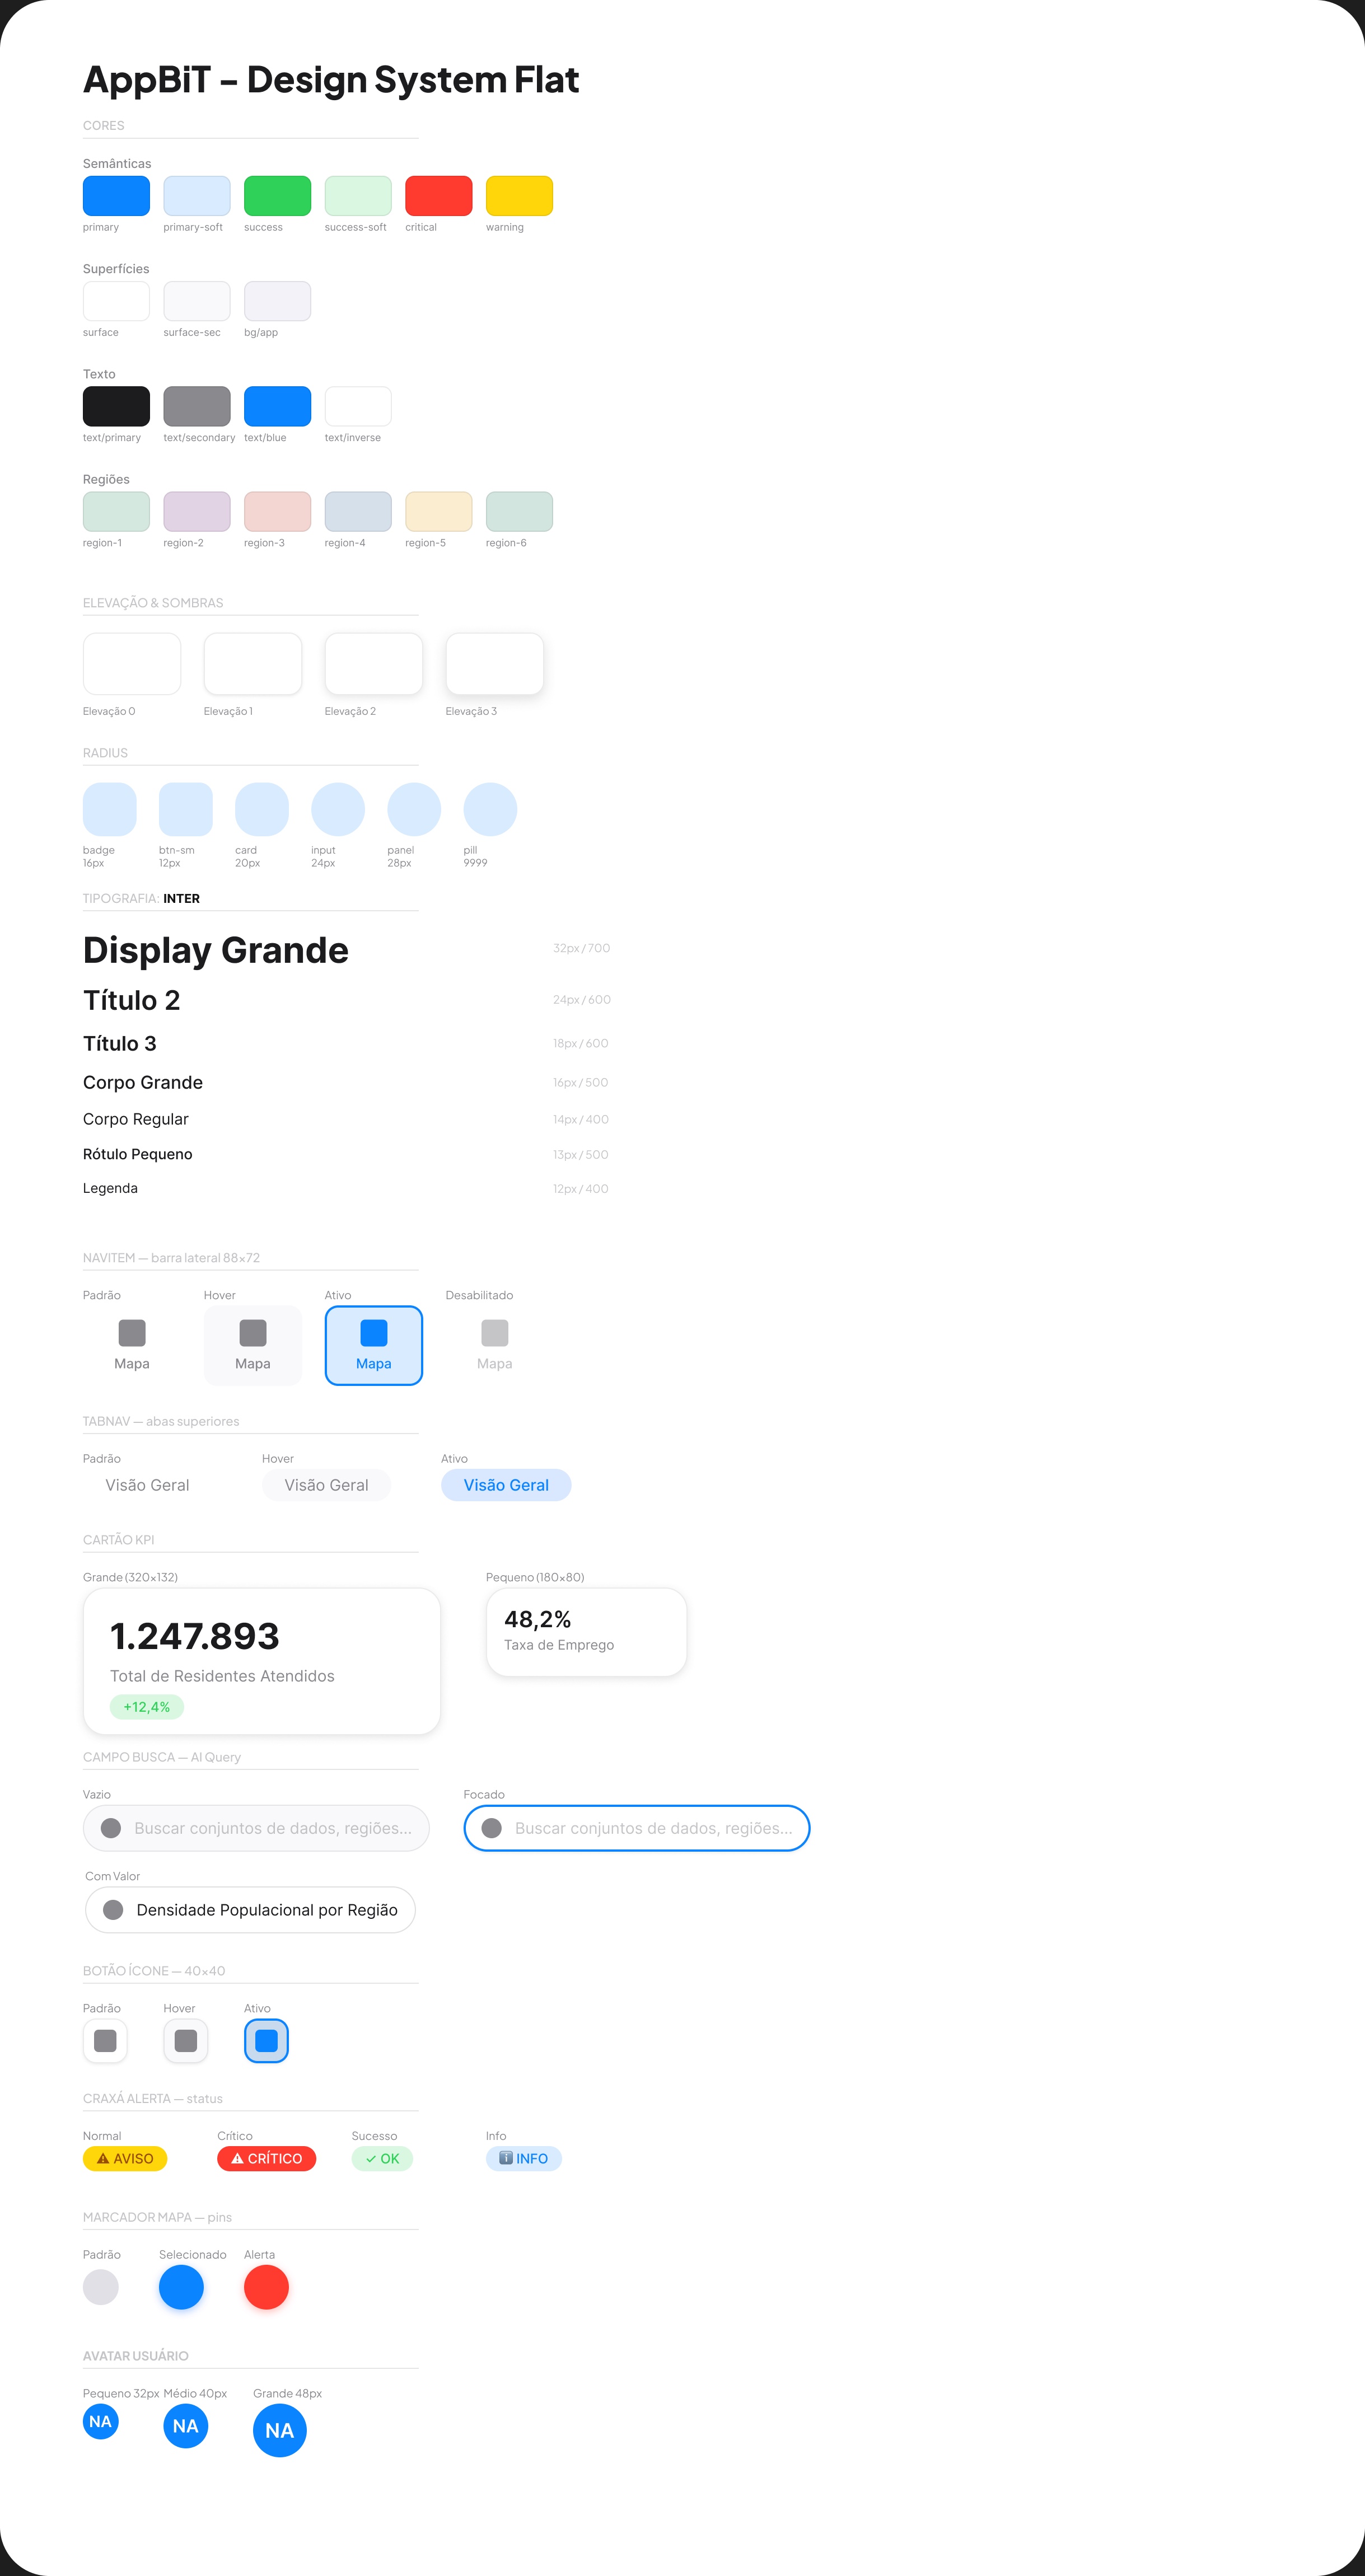 AppBiT – Design System Flat
CORES
Semânticas
primary primary-soft success success-soft critical warning
Superfícies
surface surface-sec bg/app
Texto
text/primary text/secondary text/blue text/inverse
Regiões
region-1 region-2 region-3 region-4 region-5 region-6
ELEVAÇÃO & SOMBRAS
Elevação 0 Elevação 1 Elevação 2 Elevação 3
RADIUS
badge btn-sm card input panel pill
16px 12px 20px 24px 28px 9999
TIPOGRAFIA: INTER
Display Grande 32px / 700
Título 2 24px / 600
Título 3 18px / 600
Corpo Grande 16px / 500
Corpo Regular 14px / 400
Rótulo Pequeno 13px / 500
Legenda 12px / 400
NAVITEM — barra lateral 88×72
Padrão Hover Ativo Desabilitado
Mapa Mapa Mapa Mapa
TABNAV — abas superiores
Padrão Hover Ativo
Visão Geral Visão Geral Visão Geral
CARTÃO KPI
Grande (320×132) Pequeno (180×80)
1.247.893
Total de Residentes Atendidos
+12,4%
48,2%
Taxa de Emprego
CAMPO BUSCA — AI Query
Vazio Focado
Buscar conjuntos de dados, regiões... Buscar conjuntos de dados, regiões...
Com Valor
Densidade Populacional por Região
BOTÃO ÍCONE — 40×40
Padrão Hover Ativo
CRAXÁ ALERTA — status
Normal Crítico Sucesso Info
⚠ AVISO ⚠ CRÍTICO ✓ OK ℹ INFO
MARCADOR MAPA — pins
Padrão Selecionado Alerta
AVATAR USUÁRIO
Pequeno 32px Médio 40px Grande 48px
NA NA NA